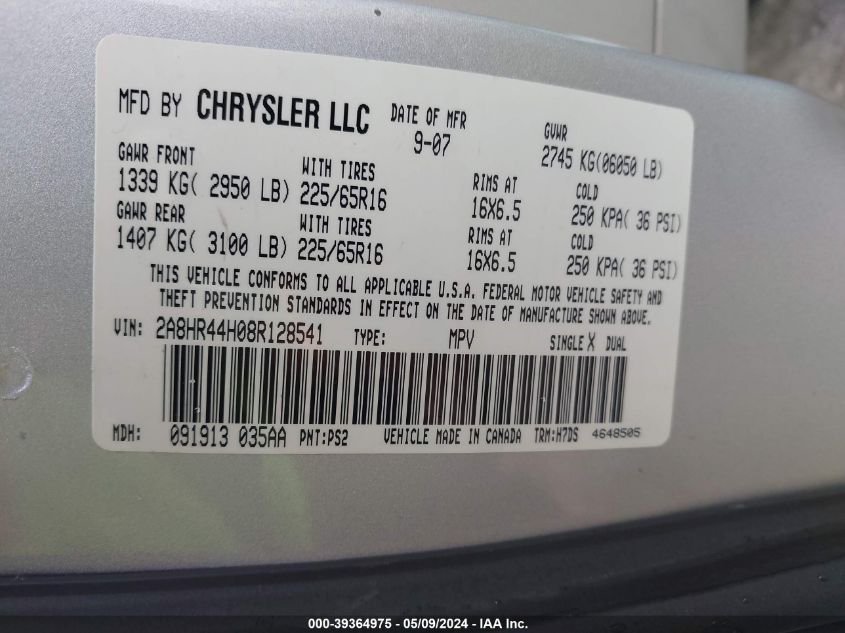 MFD BY CHRYSLER LLC DATE OF MFR GVWR
9-07 2745 KG(06050 LB)
GAWR FRONT WITH TIRES RIMS AT COLD
1339 KG( 2950 LB) 225/65R16 16X6.5 250 KPA( 36 PSI)
GAWR REAR WITH TIRES RIMS AT COLD
1407 KG( 3100 LB) 225/65R16 16X6.5 250 KPA( 36 PSI)
THIS VEHICLE CONFORMS TO ALL APPLICABLE U.S.A. FEDERAL MOTOR VEHICLE SAFETY AND
THEFT PREVENTION STANDARDS IN EFFECT ON THE DATE OF MANUFACTURE SHOWN ABOVE.
VIN: 2A8HR44H08R128541 TYPE: MPV SINGLE X DUAL
MDH: 091913 035AA PNT:PS2 VEHICLE MADE IN CANADA TRM:H7DS 4648505
000-39364975 - 05/09/2024 - IAA Inc.